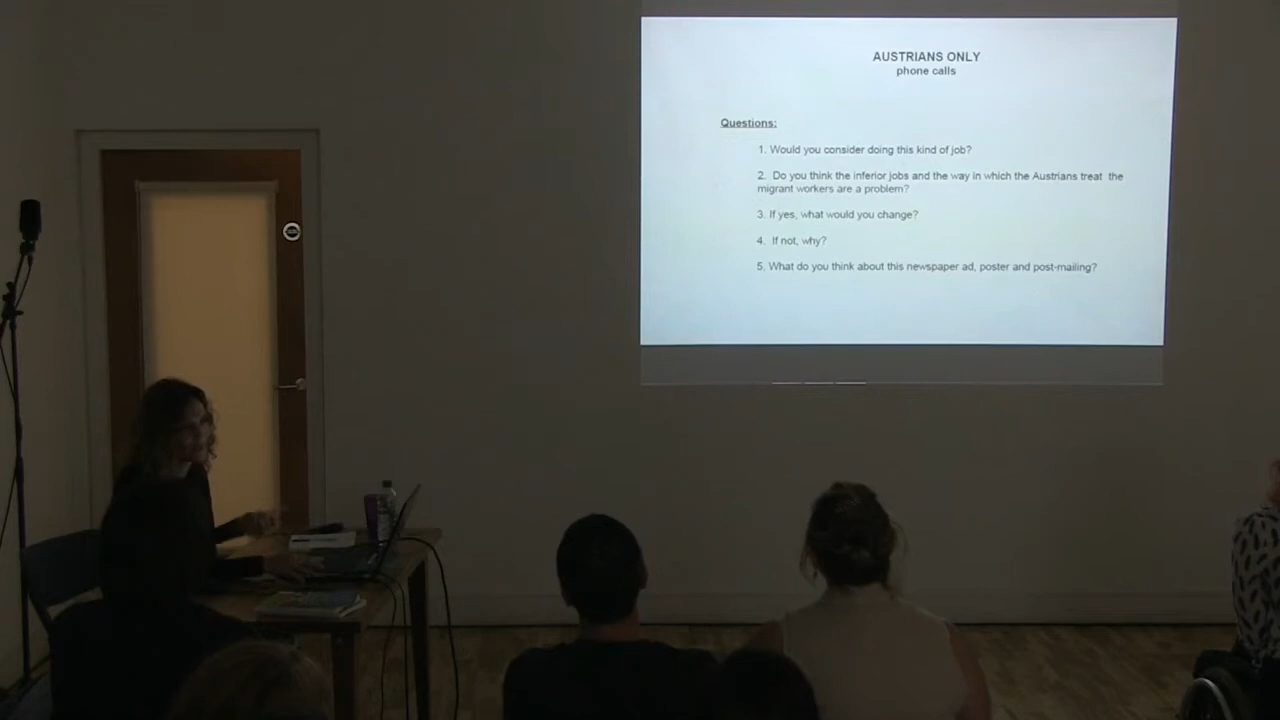 AUSTRIANS ONLY
phone calls
Questions:
1. Would you consider doing this kind of job?
2. Do you think the inferior jobs and the way in which the Austrians treat the
migrant workers are a problem?
3. If yes, what would you change?
4. If not, why?
5. What do you think about this newspaper ad, poster and post-mailing?